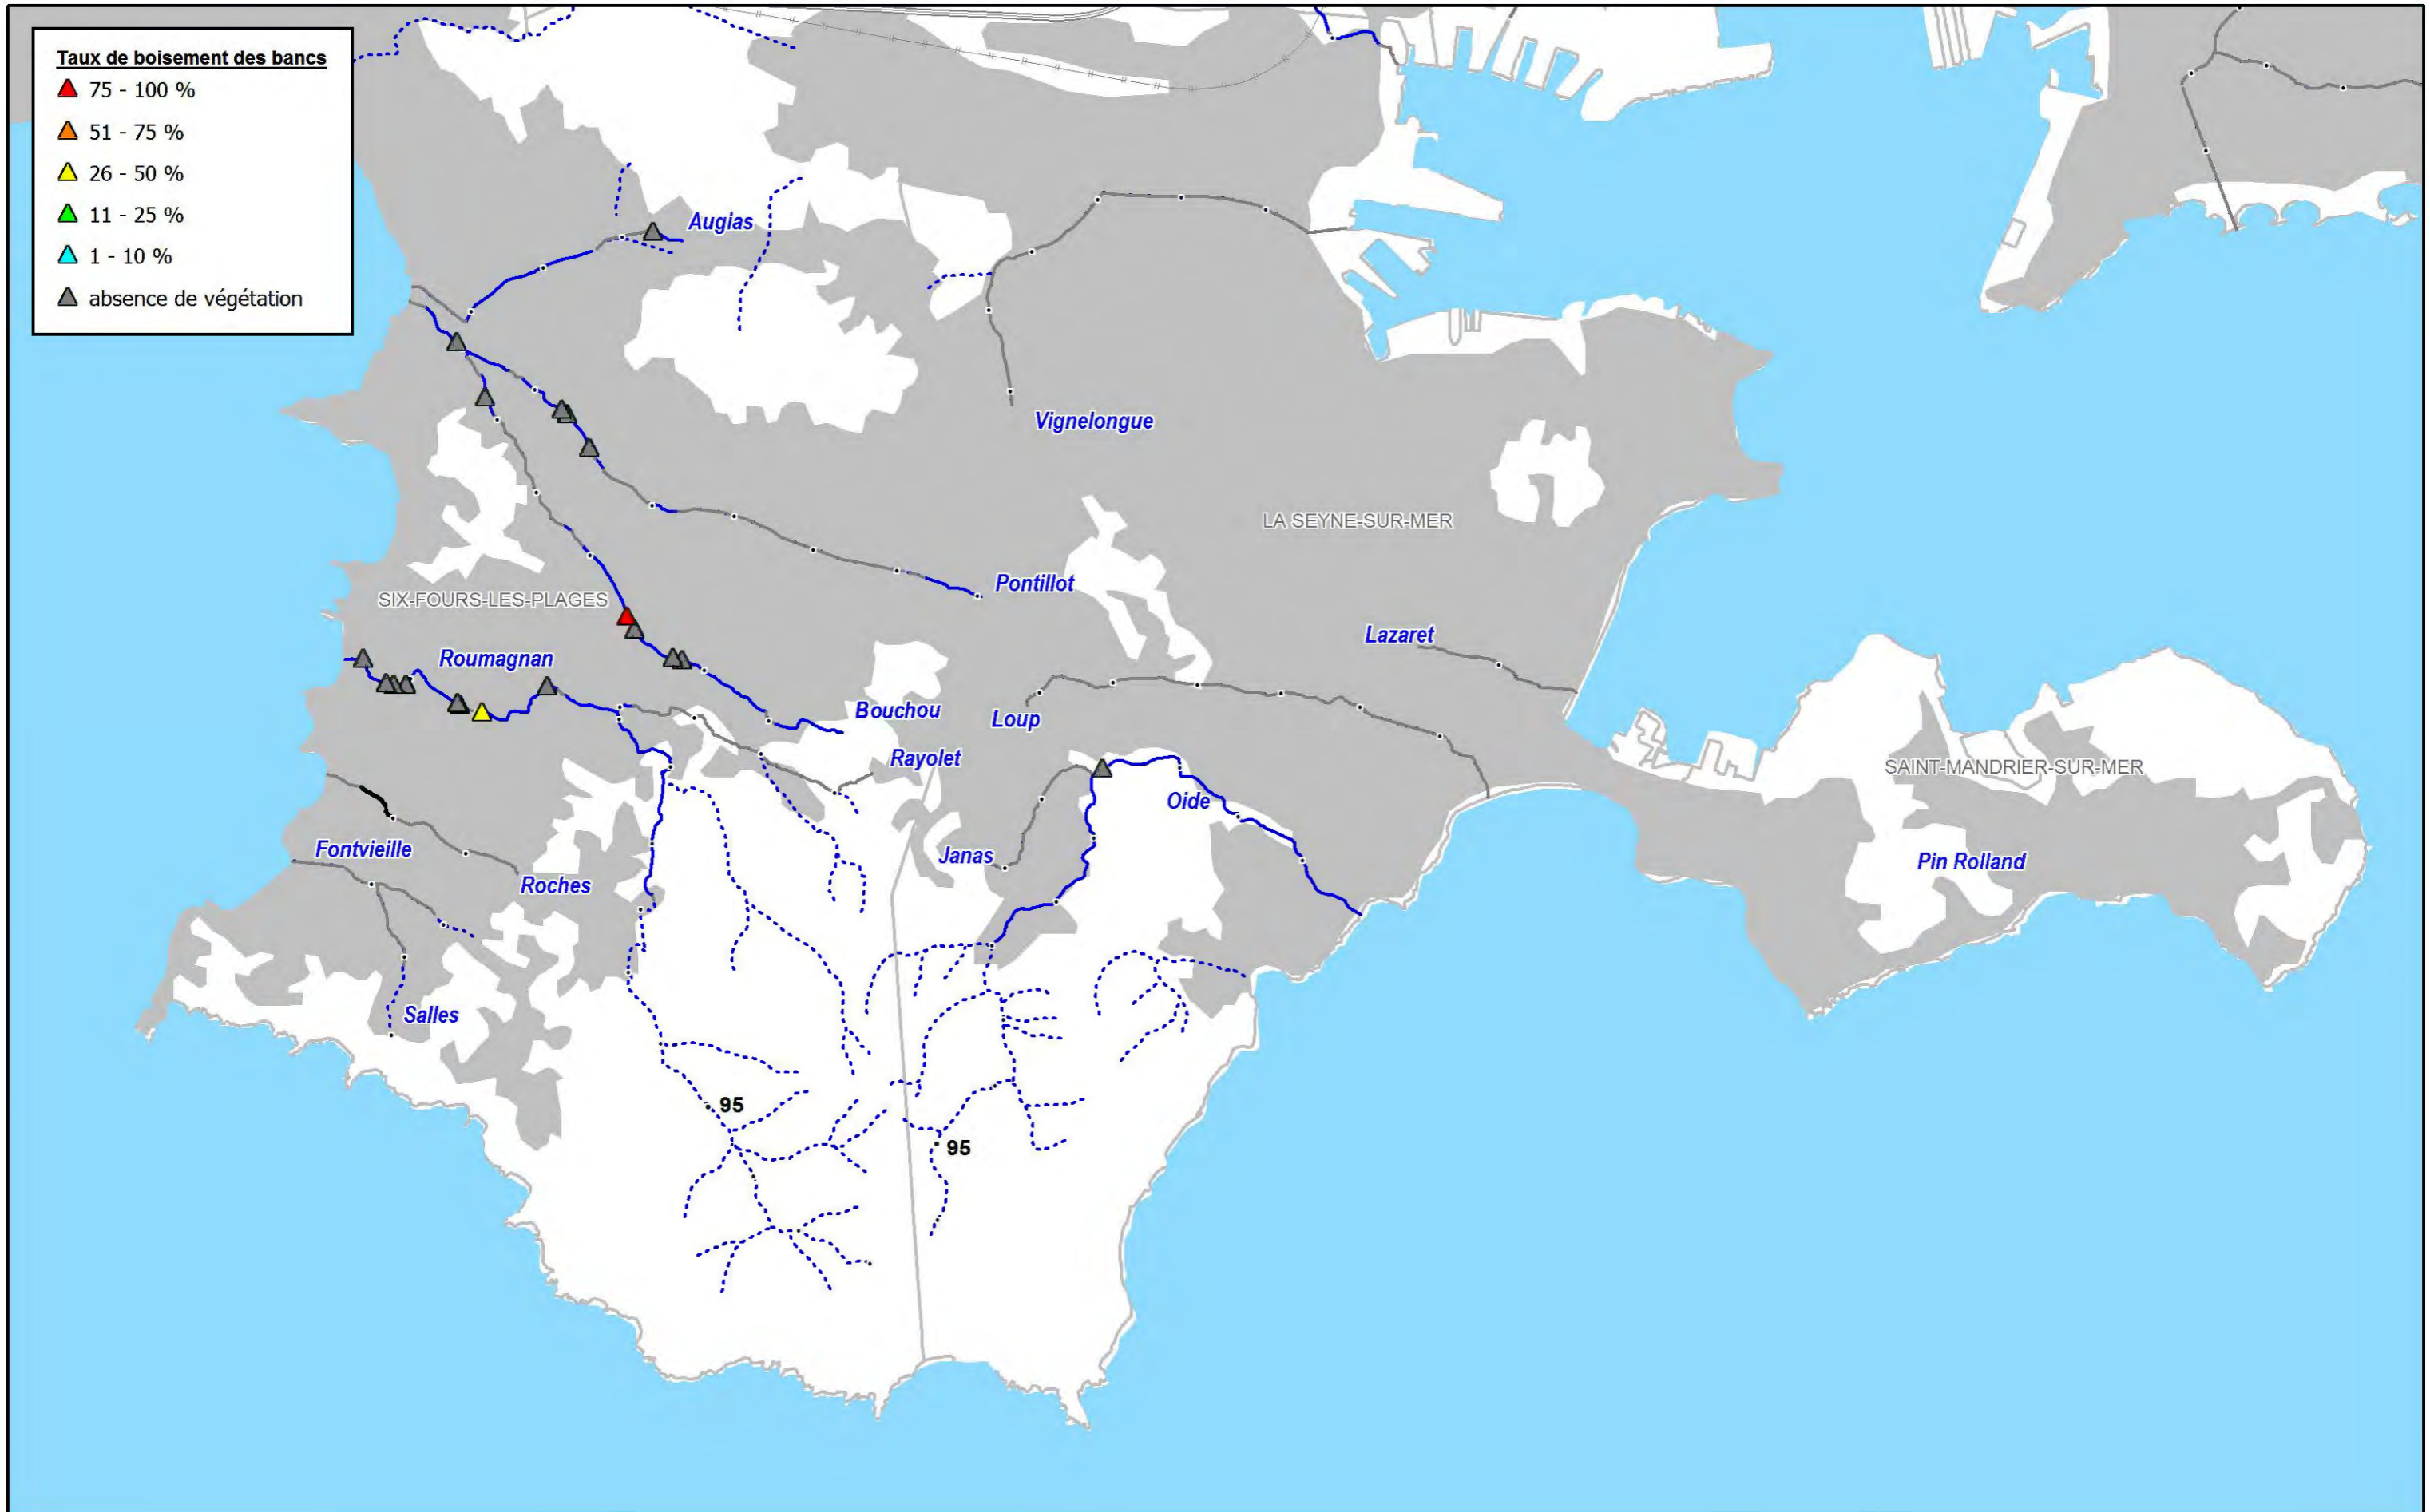 Taux de boisement des bancs
75 - 100 %
51 - 75 %
26 - 50 %
11 - 25 %
1 - 10 %
absence de végétation
Augias
Vignelongue
LA SEYNE-SUR-MER
Pontillot
SIX-FOURS-LES-PLAGES
Lazaret
Roumagnan
Bouchou
Loup
Rayolet
SAINT-MANDRIER-SUR-MER
Oide
Fontvieille
Janas
Pin Rolland
Roches
Salles
95
95